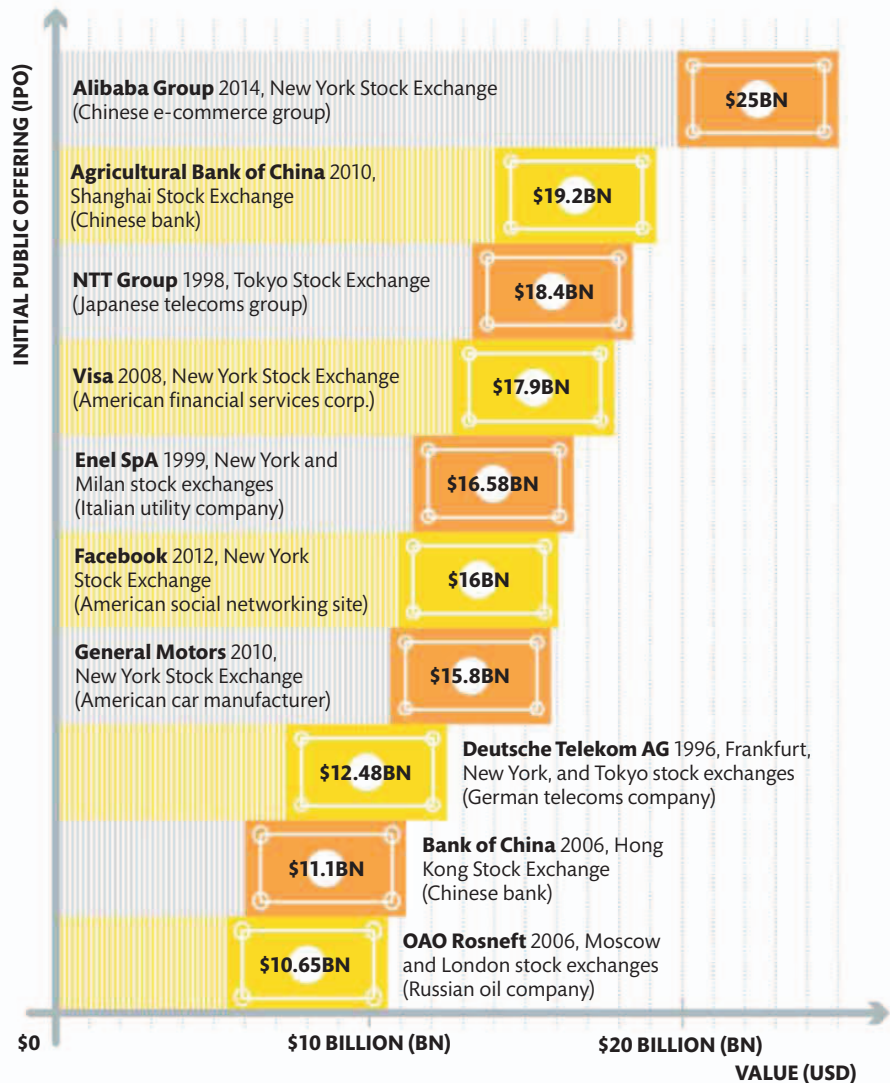 INITIAL PUBLIC OFFERING (IPO)
Alibaba Group 2014, New York Stock Exchange
(Chinese e-commerce group)
$25BN
Agricultural Bank of China 2010,
Shanghai Stock Exchange
(Chinese bank)
$19.2BN
NTT Group 1998, Tokyo Stock Exchange
(Japanese telecoms group)
$18.4BN
Visa 2008, New York Stock Exchange
(American financial services corp.)
$17.9BN
Enel SpA 1999, New York and
Milan stock exchanges
(Italian utility company)
$16.58BN
Facebook 2012, New York
Stock Exchange
(American social networking site)
$16BN
General Motors 2010,
New York Stock Exchange
(American car manufacturer)
$15.8BN
$12.48BN
Deutsche Telekom AG 1996, Frankfurt,
New York, and Tokyo stock exchanges
(German telecoms company)
$11.1BN
Bank of China 2006, Hong
Kong Stock Exchange
(Chinese bank)
$10.65BN
OAO Rosneft 2006, Moscow
and London stock exchanges
(Russian oil company)
$0
$10 BILLION (BN)
$20 BILLION (BN)
VALUE (USD)